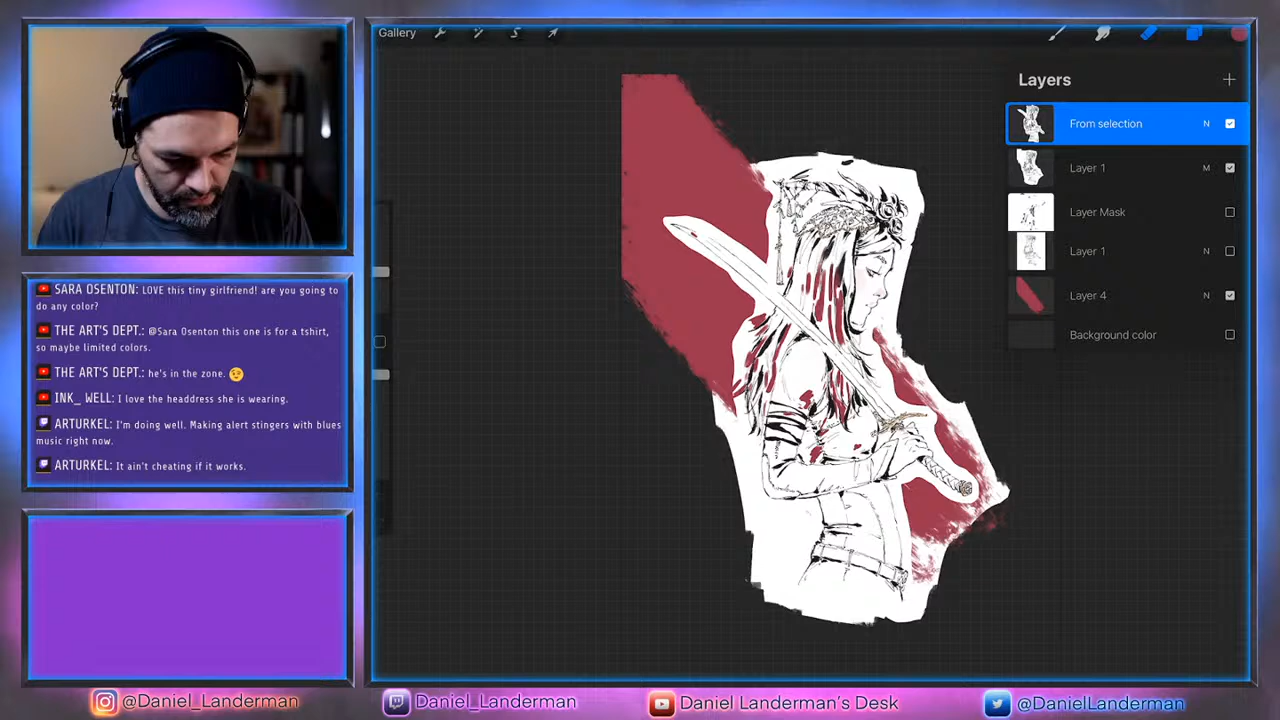 Gallery
Layers
From selection N
Layer 1 M
Layer Mask
Layer 1 N
Layer 4 N
Background color
SARA OSENTON: LOVE this tiny girlfriend! are you going to
do any color?
THE ART'S DEPT.: @Sara Osenton this one is for a tshirt,
so maybe limited colors.
THE ART'S DEPT.: he's in the zone. 😌
INK_ WELL: I love the headdress she is wearing.
ARTURKEL: I'm doing well. Making alert stingers with blues
music right now.
ARTURKEL: It ain't cheating if it works.
@Daniel_Landerman
Daniel_Landerman
Daniel Landerman's Desk
@DanielLanderman